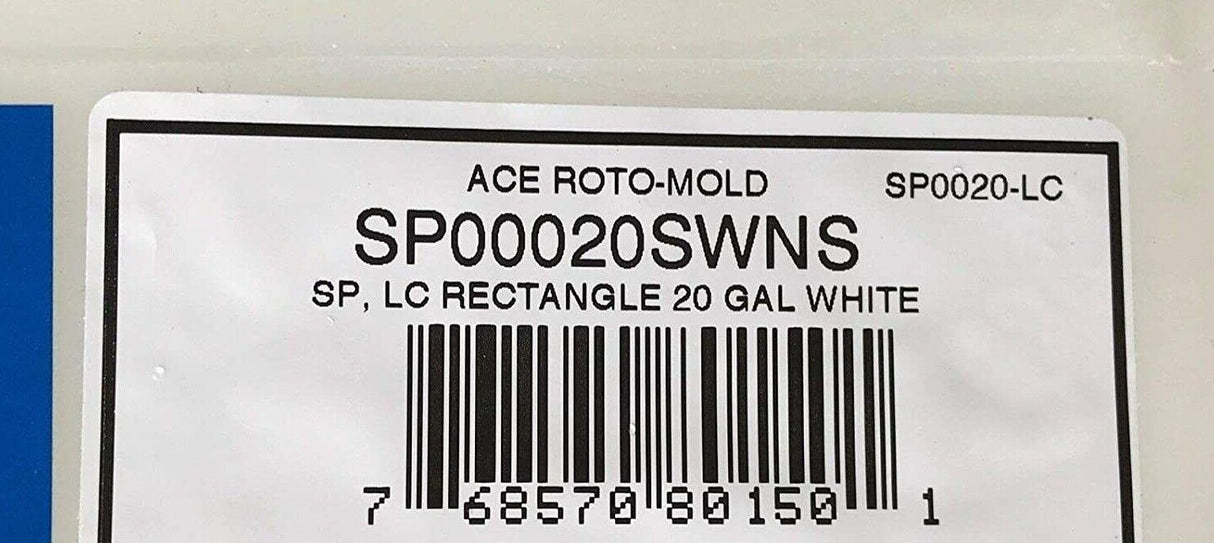 ACE ROTO-MOLD SP0020-LC
SP00020SWNS
SP, LC RECTANGLE 20 GAL WHITE
7 68570 80150 1